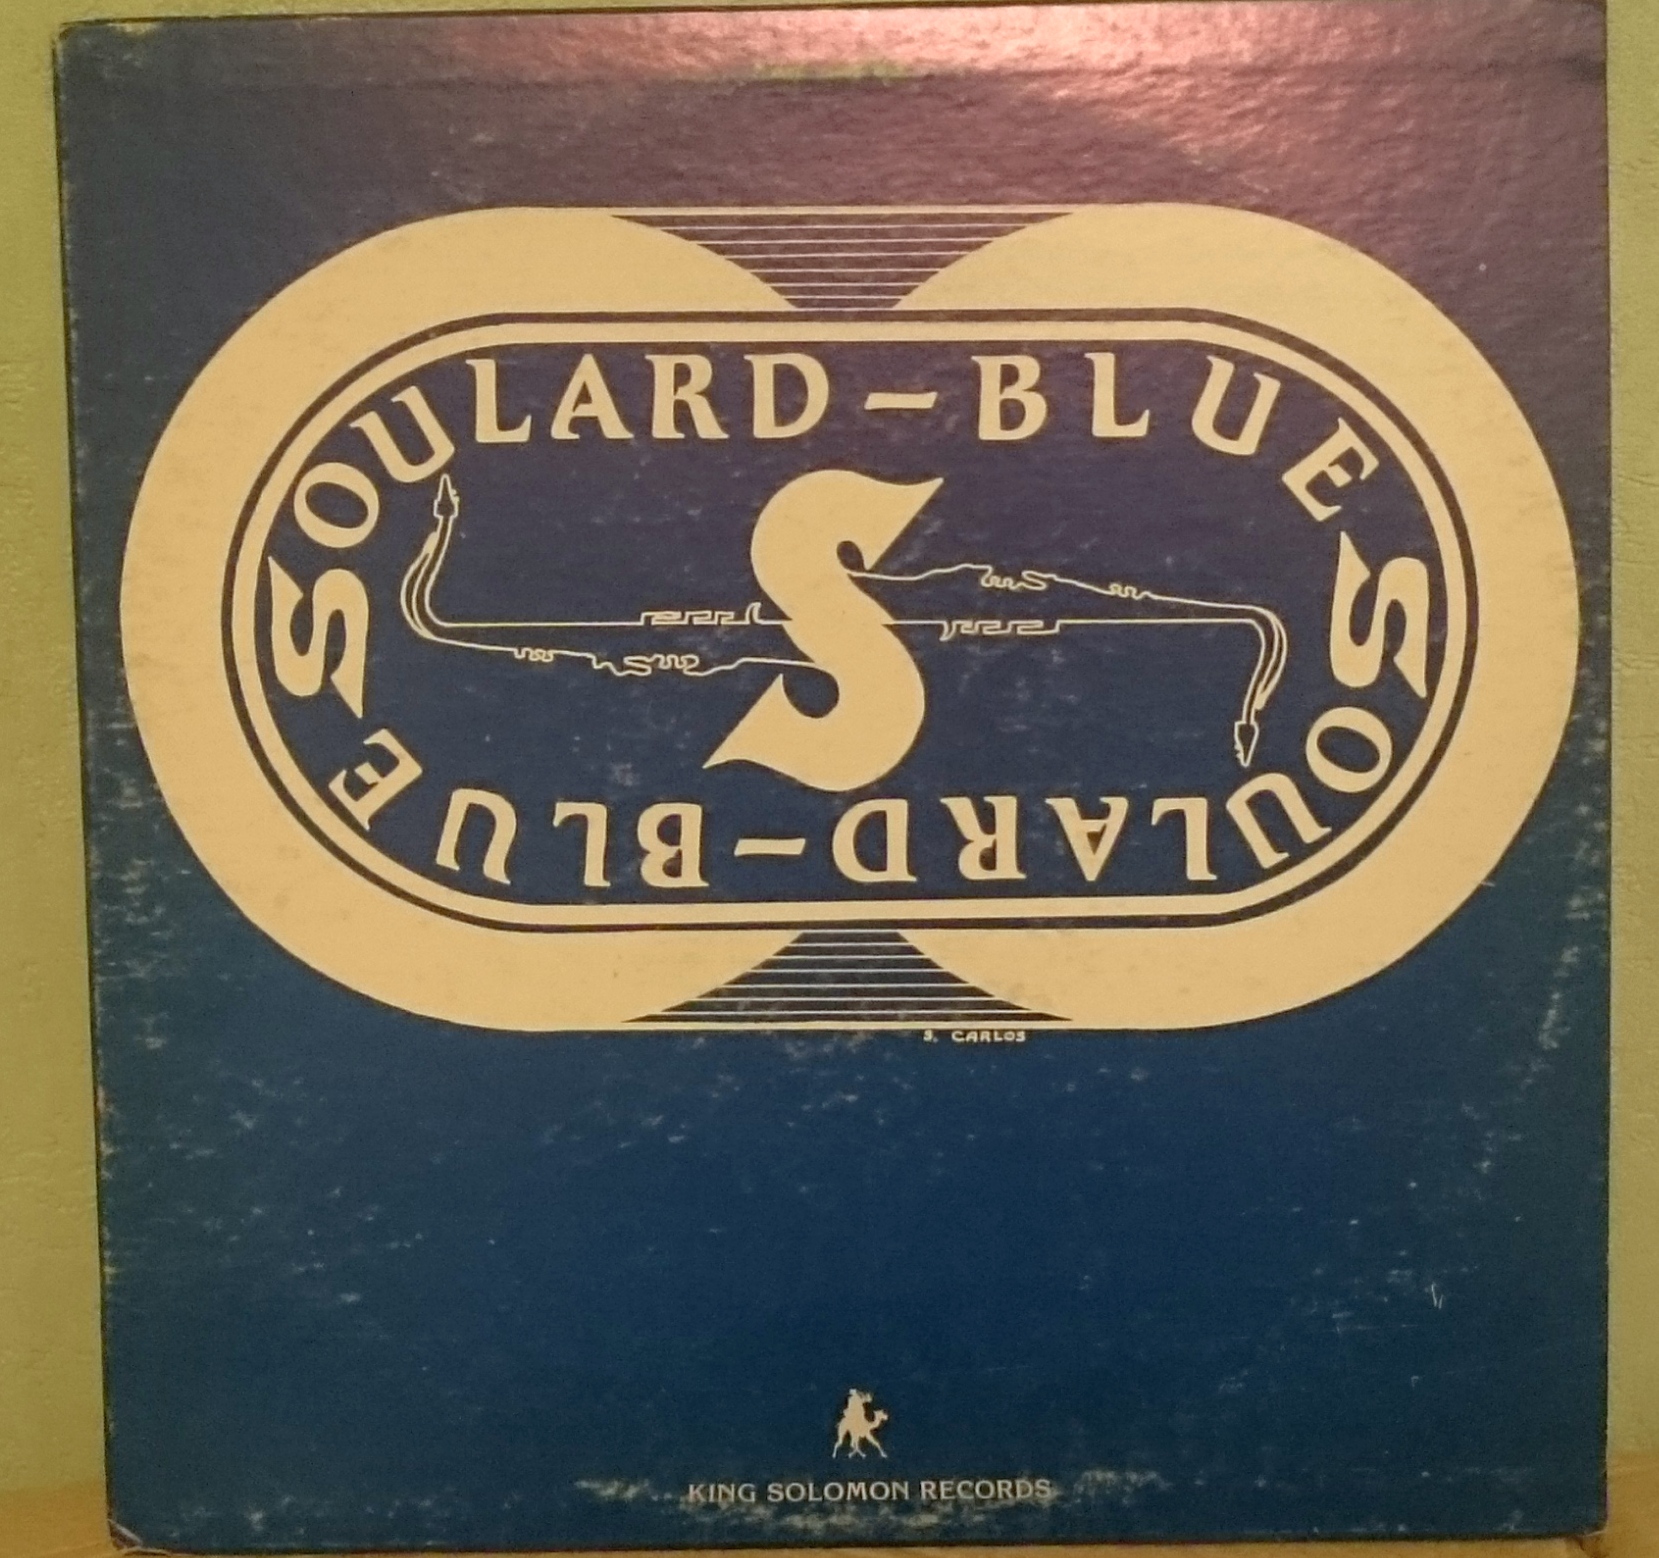 SOULARD-BLUES
S
SOULARD-BLUES
S. CARLOS
KING SOLOMON RECORDS